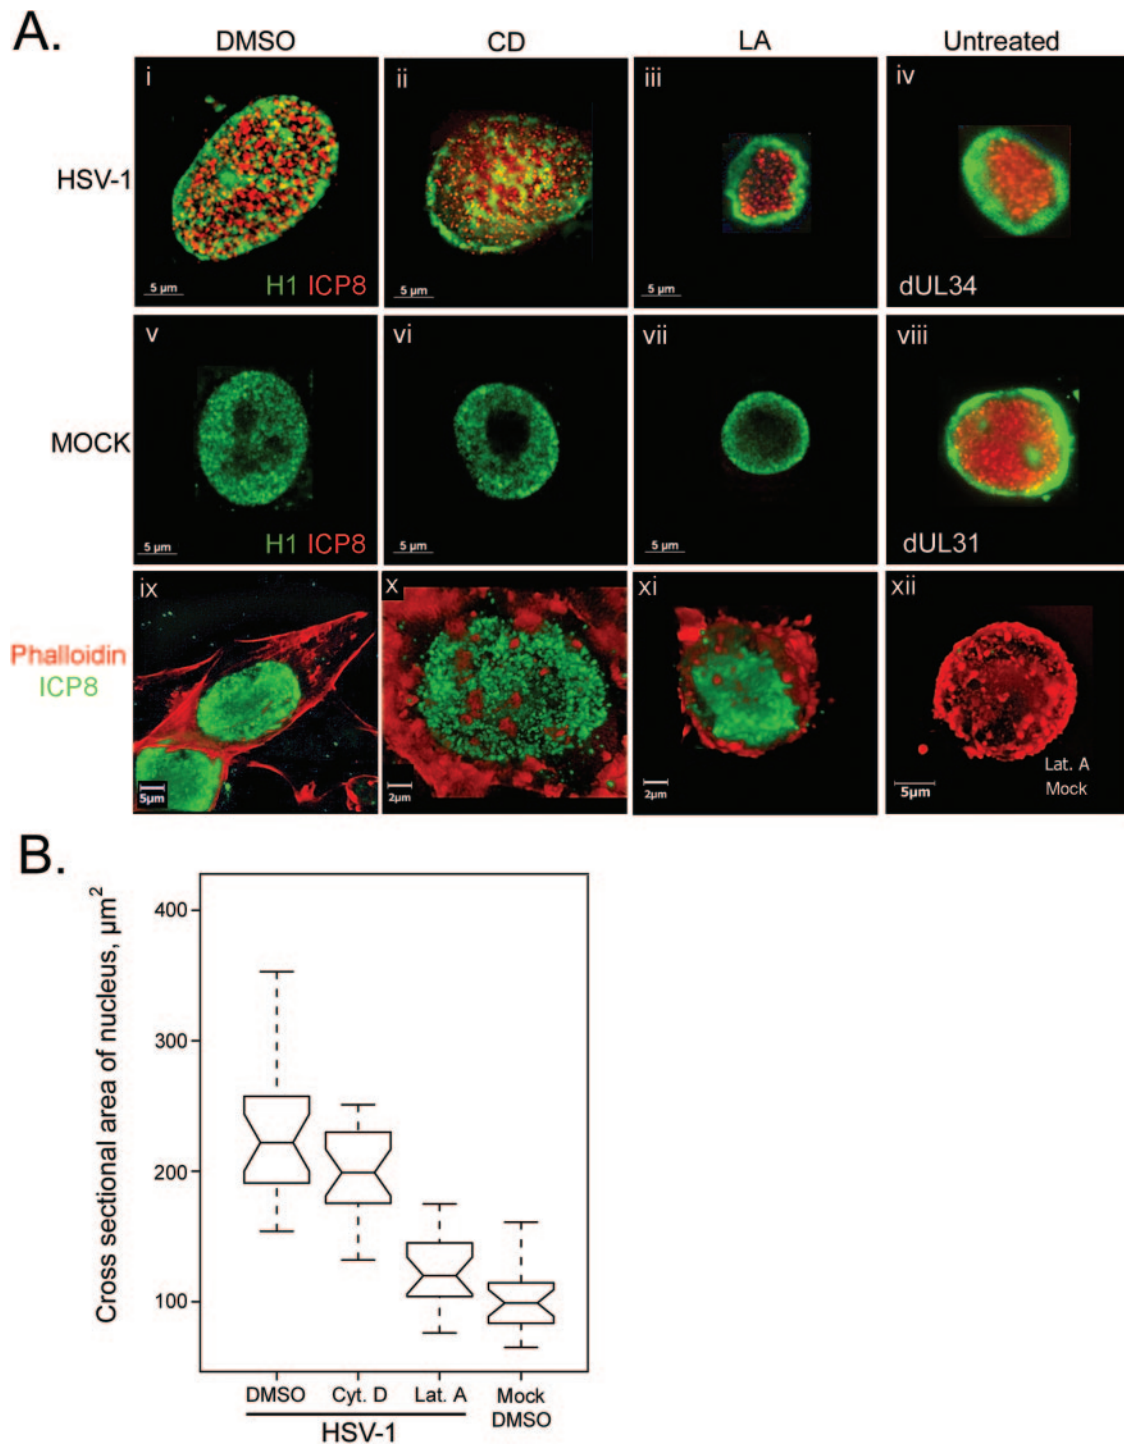 A.
DMSO CD LA Untreated
HSV-1
i ii iii iv
5 µm H1 ICP8 5 µm 5 µm dUL34
MOCK
v vi vii viii
5 µm H1 ICP8 5 µm 5 µm dUL31
Phalloidin
ICP8
ix x xi xii
5µm 2µm 2µm 5µm Lat. A
Mock
B.
Cross sectional area of nucleus, µm²
400
300
200
100
DMSO Cyt. D Lat. A Mock
DMSO
HSV-1